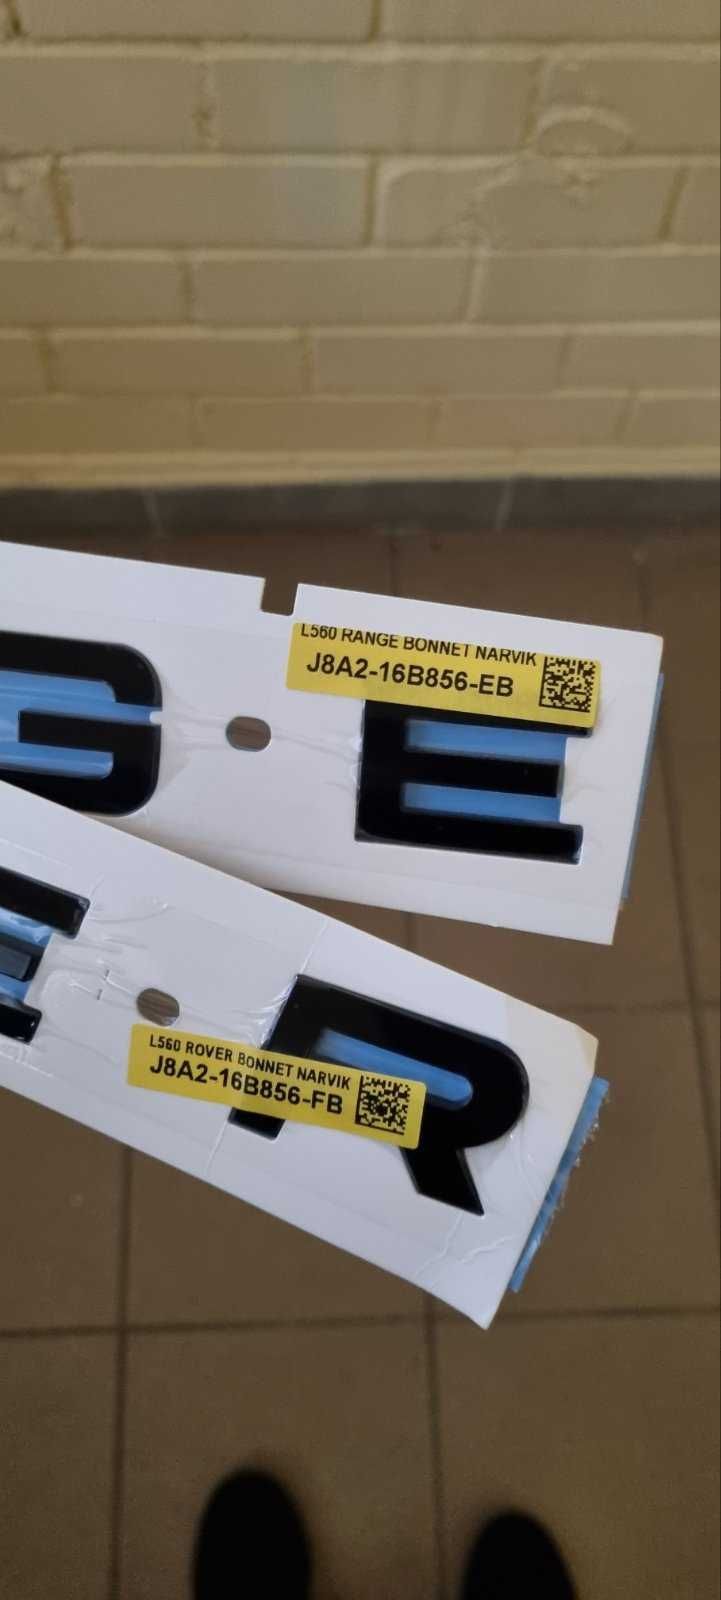 L560 RANGE BONNET NARVIK
J8A2-16B856-EB
G E
L560 ROVER BONNET NARVIK
J8A2-16B856-FB
E R